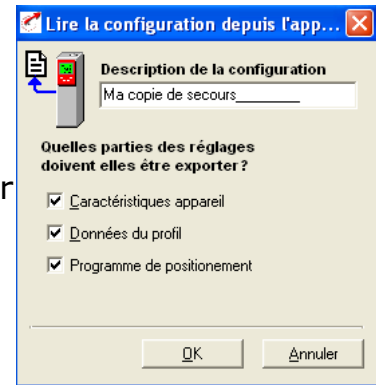 Lire la configuration depuis l'app...
Description de la configuration
Ma copie de secours________
Quelles parties des réglages
doivent elles être exporter?
r
Caractéristiques appareil
Données du profil
Programme de positionement
OK
Annuler